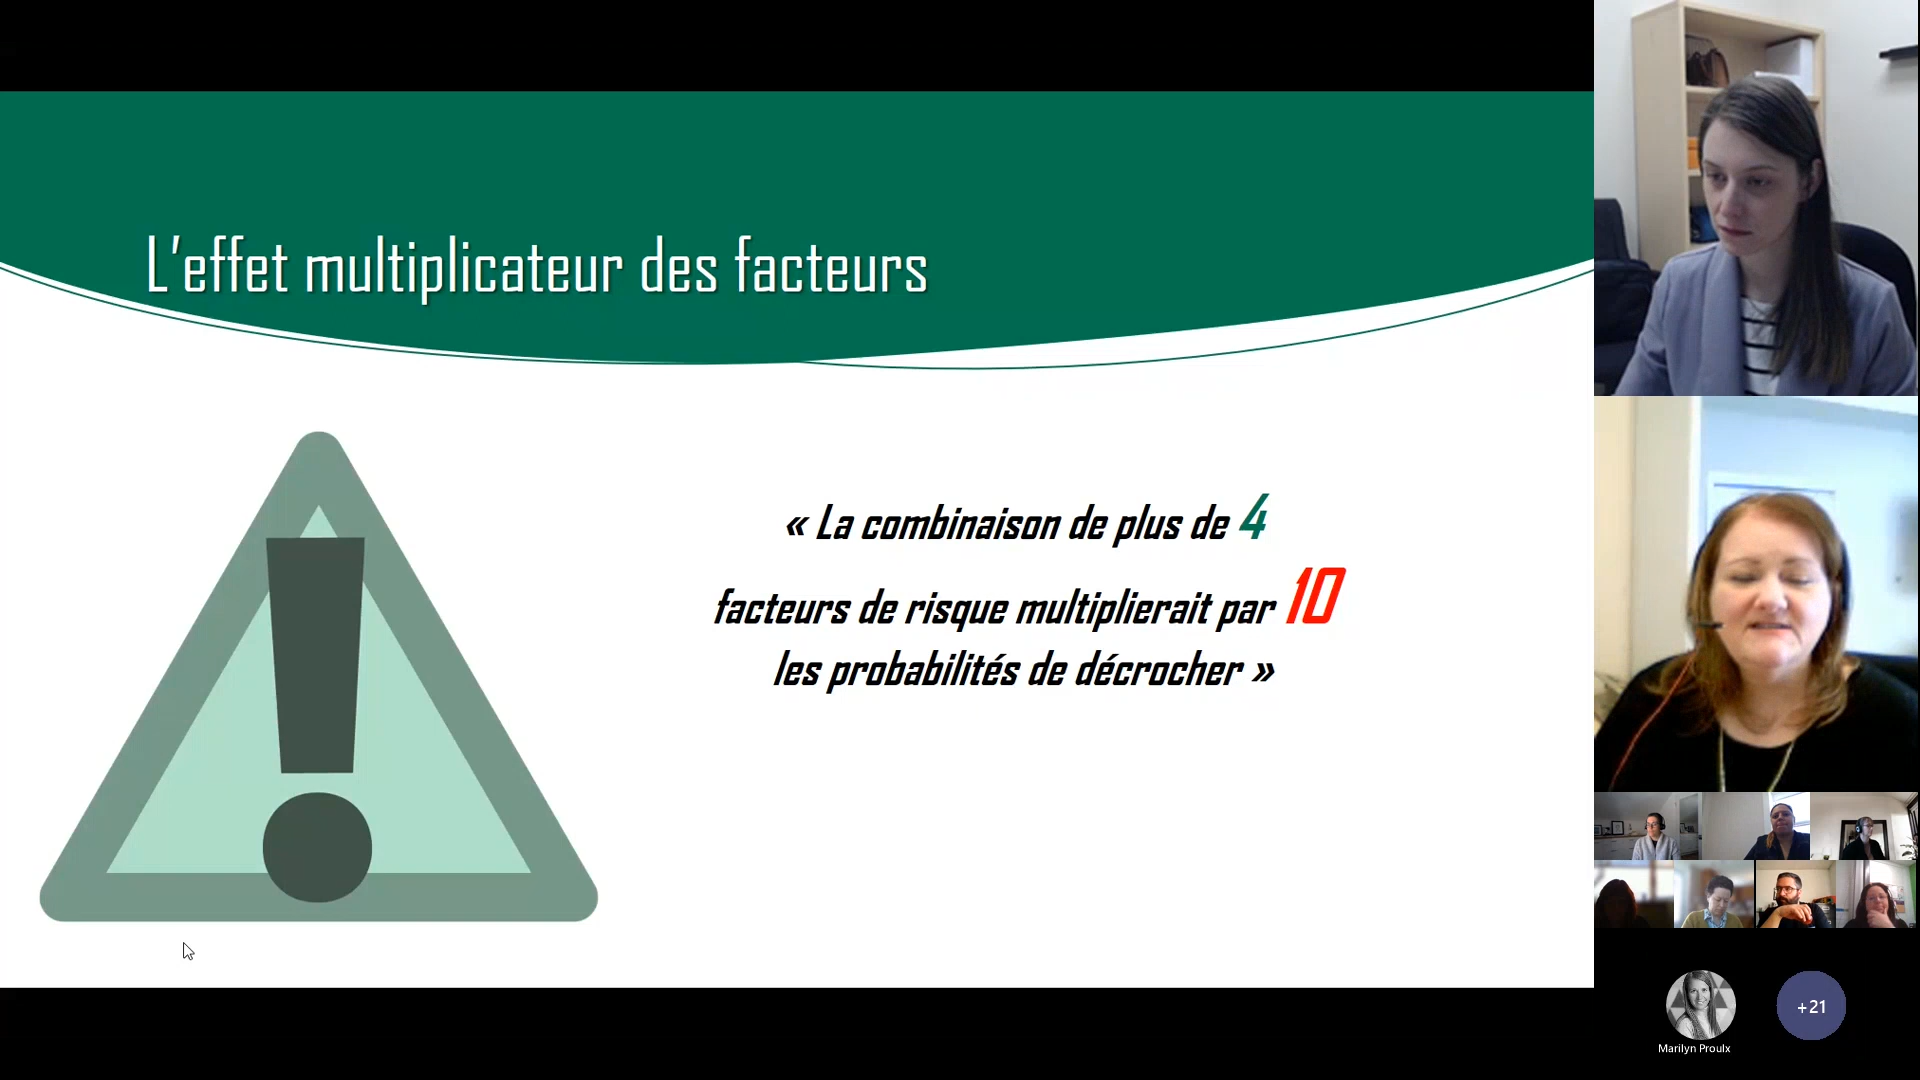 L'effet multiplicateur des facteurs
« La combinaison de plus de 4
facteurs de risque multiplierait par 10
les probabilités de décrocher »
+21
Marilyn Proulx